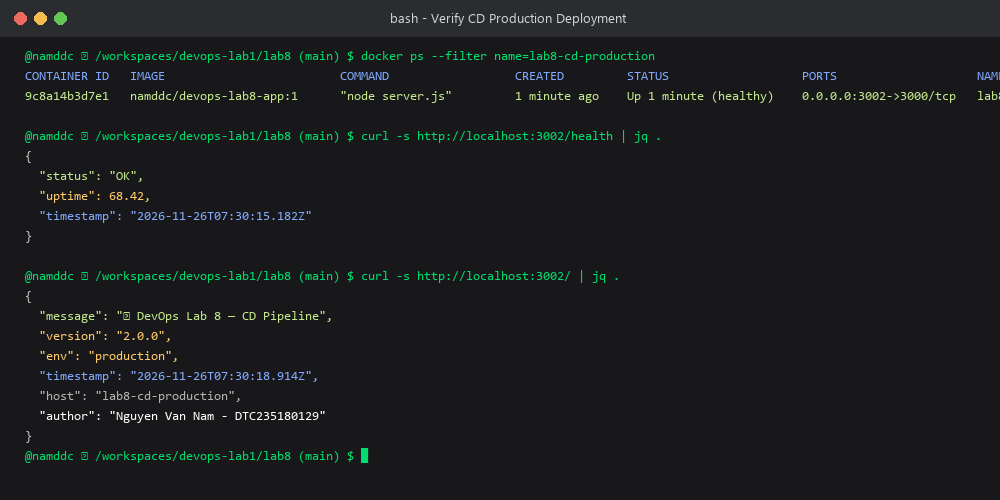 bash - Verify CD Production Deployment
@namddc /workspaces/devops-lab1/lab8 (main) $ docker ps --filter name=lab8-cd-production
CONTAINER ID IMAGE COMMAND CREATED STATUS PORTS NAM
9c8a14b3d7e1 namddc/devops-lab8-app:1 "node server.js" 1 minute ago Up 1 minute (healthy) 0.0.0.0:3002->3000/tcp lab8
@namddc /workspaces/devops-lab1/lab8 (main) $ curl -s http://localhost:3002/health | jq .
{
"status": "OK",
"uptime": 68.42,
"timestamp": "2026-11-26T07:30:15.182Z"
}
@namddc /workspaces/devops-lab1/lab8 (main) $ curl -s http://localhost:3002/ | jq .
{
"message": "DevOps Lab 8 — CD Pipeline",
"version": "2.0.0",
"env": "production",
"timestamp": "2026-11-26T07:30:18.914Z",
"host": "lab8-cd-production",
"author": "Nguyen Van Nam - DTC235180129"
}
@namddc /workspaces/devops-lab1/lab8 (main) $